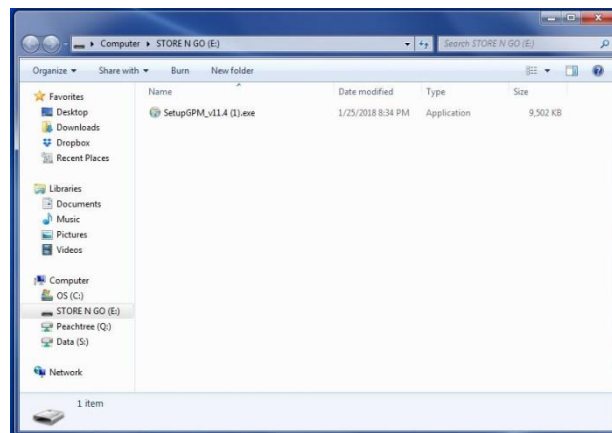 Computer ▸ STORE N GO (E:)
Search STORE N GO (E:)
Organize
Share with
Burn
New folder
Favorites
Desktop
Downloads
Dropbox
Recent Places
Libraries
Documents
Music
Pictures
Videos
Computer
OS (C:)
STORE N GO (E:)
Peachtree (Q:)
Data (S:)
Network
Name
Date modified
Type
Size
SetupGPM_v11.4 (1).exe
1/25/2018 8:34 PM
Application
9,502 KB
1 item